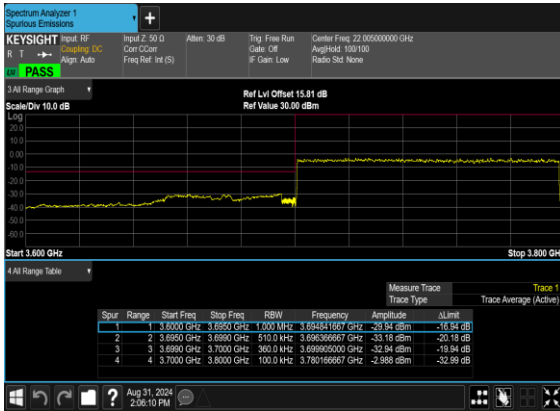 Spectrum Analyzer 1
Spurious Emissions
+
KEYSIGHT Input: RF Input Z: 50 Ω Atten: 30 dB Trig: Free Run Center Freq: 22.005000000 GHz
R T Coupling: DC Corr CCorr Gate: Off Avg|Hold: 100/100
Align: Auto Freq Ref: Int (S) IF Gain: Low Radio Std: None
LXI PASS
3 All Range Graph
Ref Lvl Offset 15.81 dB
Scale/Div 10.0 dB Ref Value 30.00 dBm
Log
20.0
10.0
0.00
-10.0
-20.0
-30.0
-40.0
-50.0
-60.0
Start 3.600 GHz Stop 3.800 GH
4 All Range Table
Measure Trace Trace 1
Trace Type Trace Average (Active)
Spur Range Start Freq Stop Freq RBW Frequency Amplitude ΔLimit
1 1 3.6000 GHz 3.6950 GHz 1.000 MHz 3.694841667 GHz -29.94 dBm -16.94 dB
2 2 3.6950 GHz 3.6990 GHz 510.0 kHz 3.696366667 GHz -33.18 dBm -20.18 dB
3 3 3.6990 GHz 3.7000 GHz 360.0 kHz 3.699905000 GHz -32.94 dBm -19.94 dB
4 4 3.7000 GHz 3.8000 GHz 100.0 kHz 3.780166667 GHz -2.988 dBm -32.99 dB
?
Aug 31, 2024
2:06:10 PM